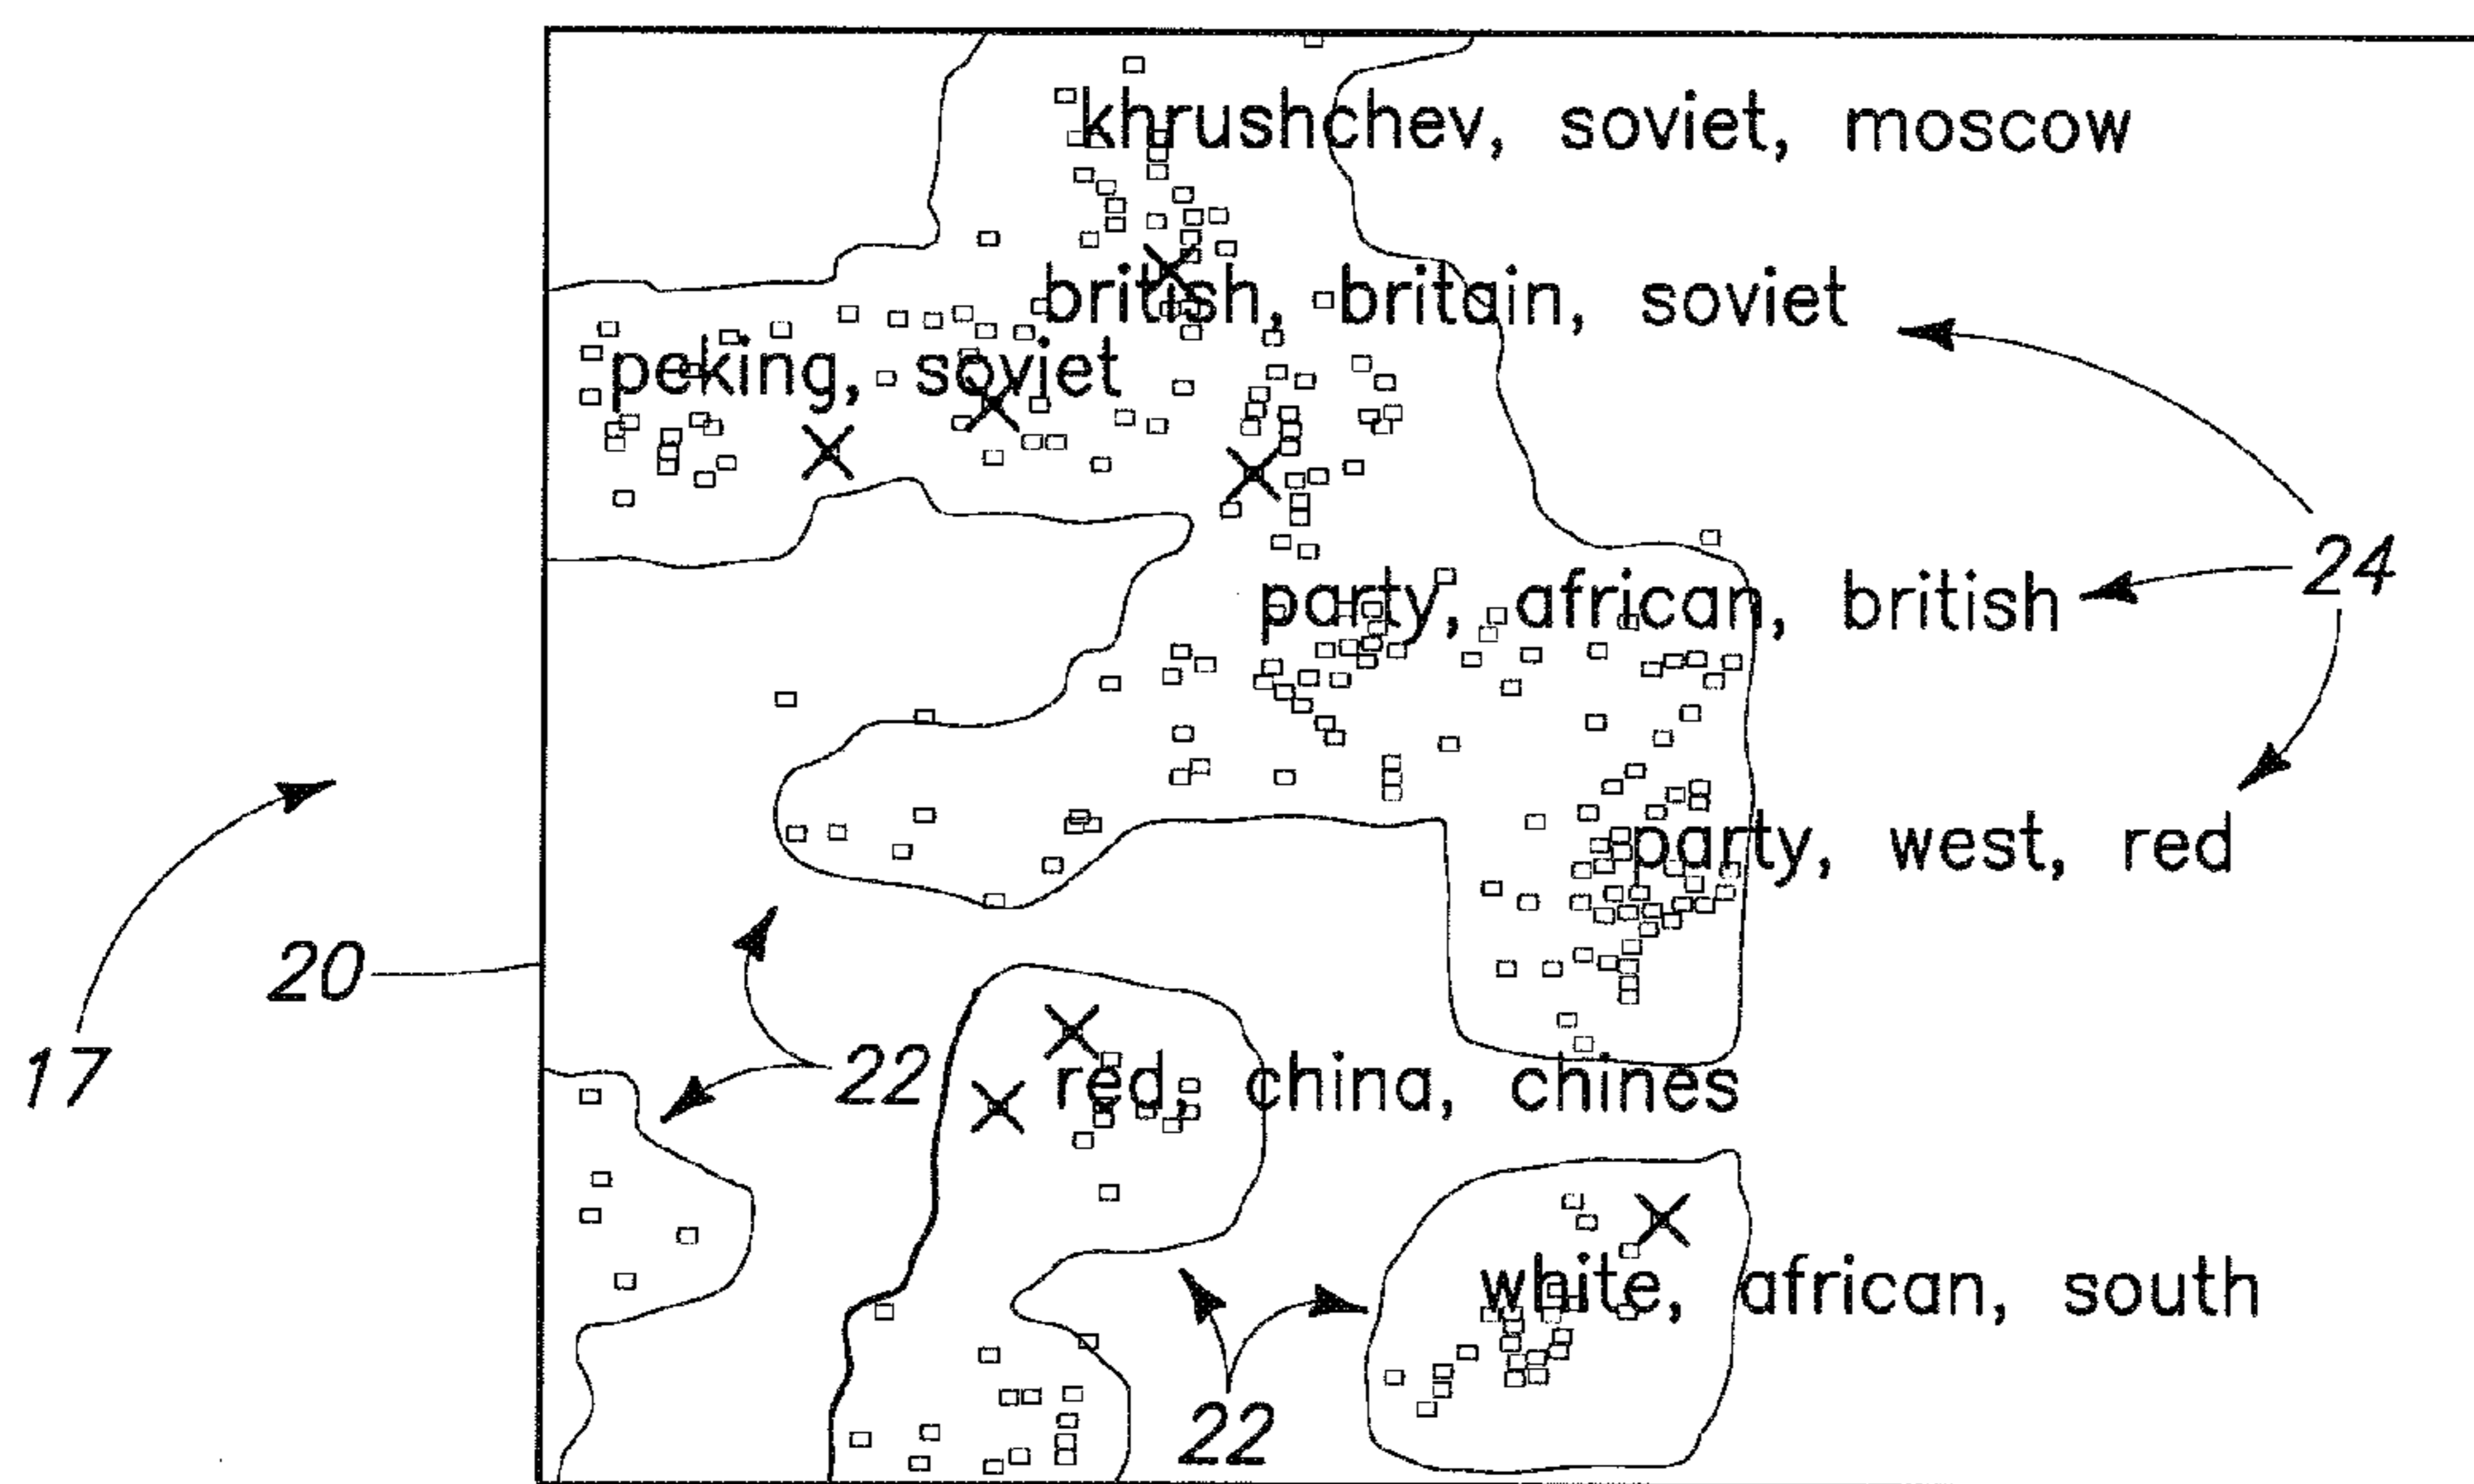 khrushchev, soviet, moscow
british, britain, soviet
peking, soviet
24
party, african, british
party, west, red
20
17
22
red, china, chines
white, african, south
22